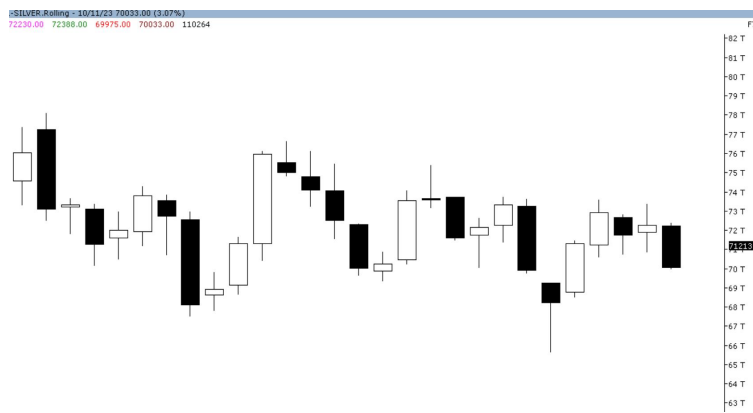 -SILVER.Rolling - 10/11/23 70033.00 (3.07%)
72230.00 72388.00 69975.00 70033.00 110264
82 T
81 T
80 T
79 T
78 T
77 T
76 T
75 T
74 T
73 T
72 T
71213
70 T
69 T
68 T
67 T
66 T
65 T
64 T
63 T